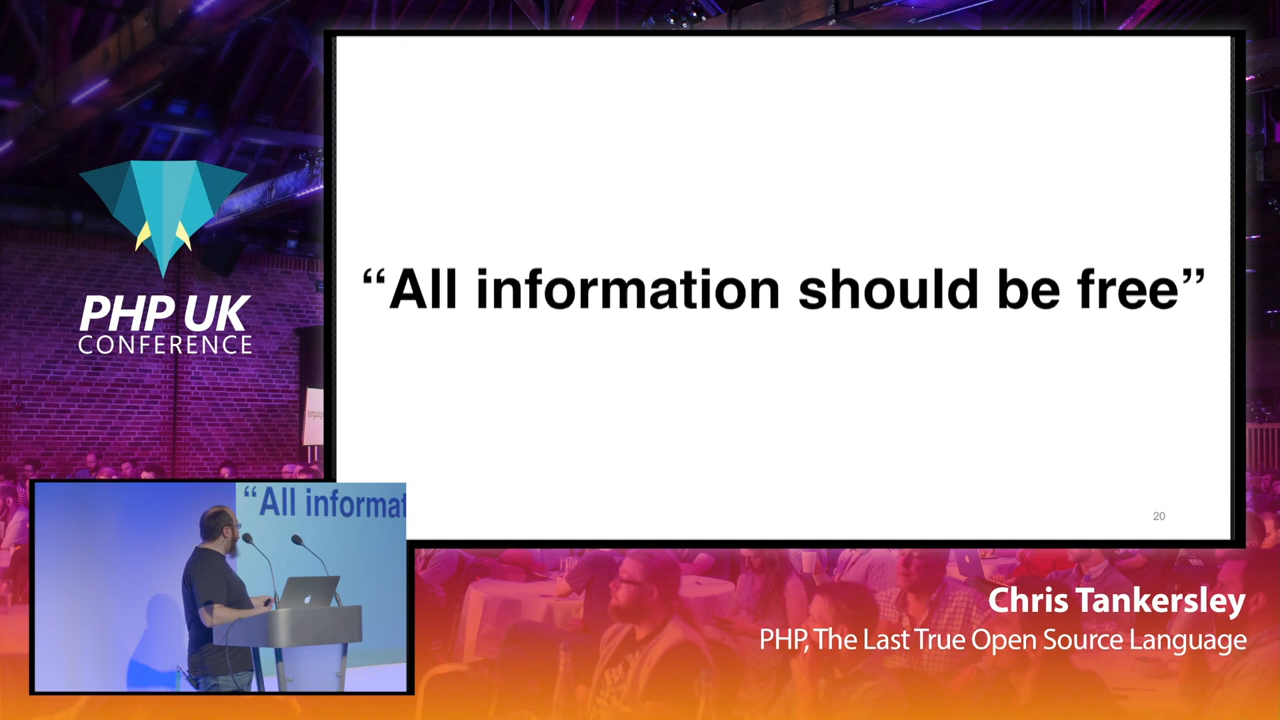 “All information should be free”
20
PHP UK
CONFERENCE
“All informat
Chris Tankersley
PHP, The Last True Open Source Language